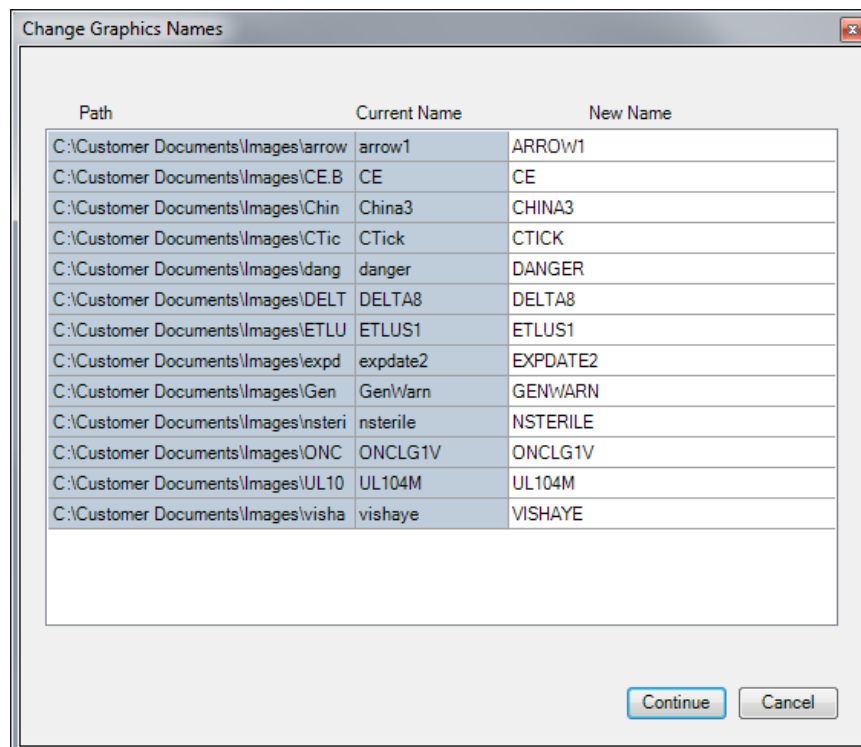 Change Graphics Names
Path Current Name New Name
C:\Customer Documents\Images\arrow arrow1 ARROW1
C:\Customer Documents\Images\CE.B CE CE
C:\Customer Documents\Images\Chin China3 CHINA3
C:\Customer Documents\Images\CTic CTick CTICK
C:\Customer Documents\Images\dang danger DANGER
C:\Customer Documents\Images\DELT DELTA8 DELTA8
C:\Customer Documents\Images\ETLU ETLUS1 ETLUS1
C:\Customer Documents\Images\expd expdate2 EXPDATE2
C:\Customer Documents\Images\Gen GenWarn GENWARN
C:\Customer Documents\Images\nsteri nsterile NSTERILE
C:\Customer Documents\Images\ONC ONCLG1V ONCLG1V
C:\Customer Documents\Images\UL10 UL104M UL104M
C:\Customer Documents\Images\visha vishaye VISHAYE
Continue Cancel